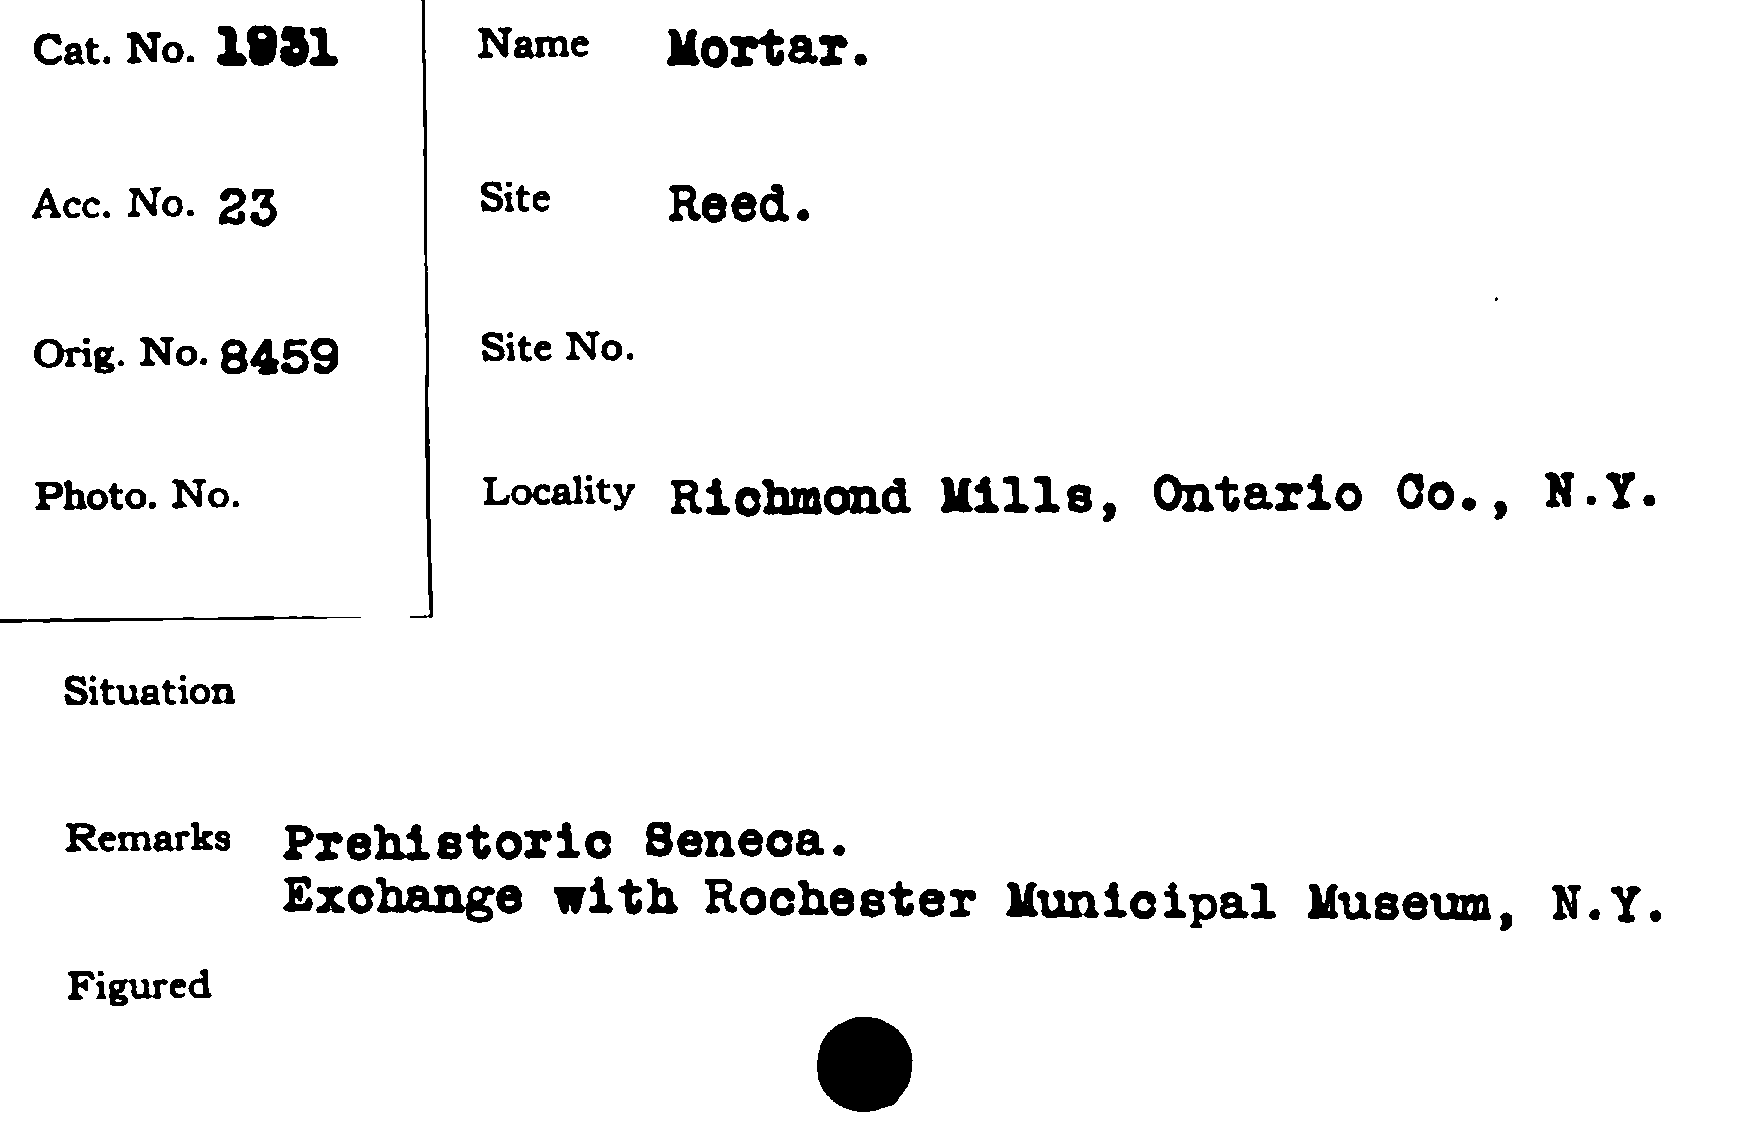 Cat. No. 1931
Name Mortar.
Acc. No. 23
Site Reed.
Orig. No. 8459
Site No.
Photo. No.
Locality Richmond Mills, Ontario Co., N.Y.
Situation
Remarks Prehistoric Seneca.
Exchange with Rochester Municipal Museum, N.Y.
Figured